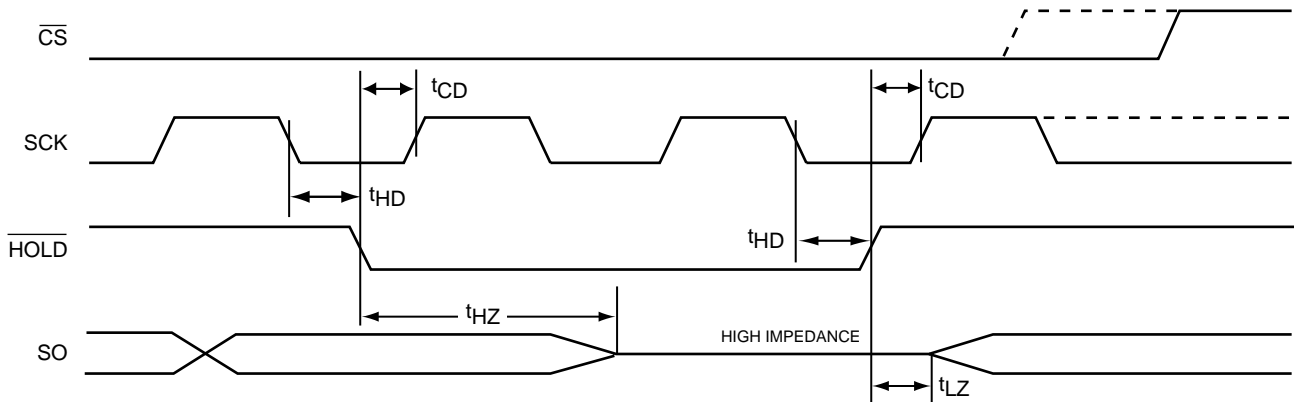 CS
tCD
tCD
SCK
tHD
HOLD
tHD
tHZ
HIGH IMPEDANCE
SO
tLZ